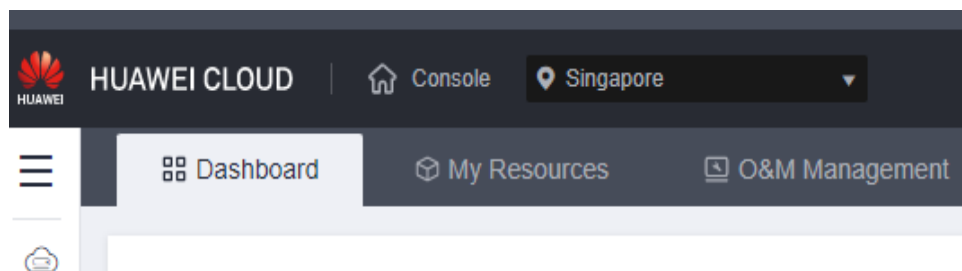 HUAWEI HUAWEI CLOUD Console Singapore
Dashboard My Resources O&M Management